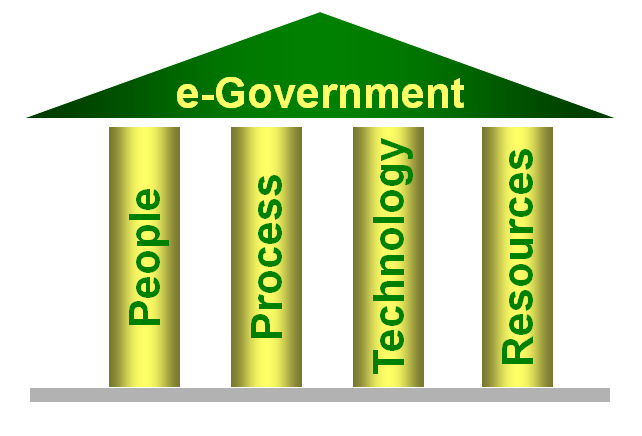 e-Government
People
Process
Technology
Resources